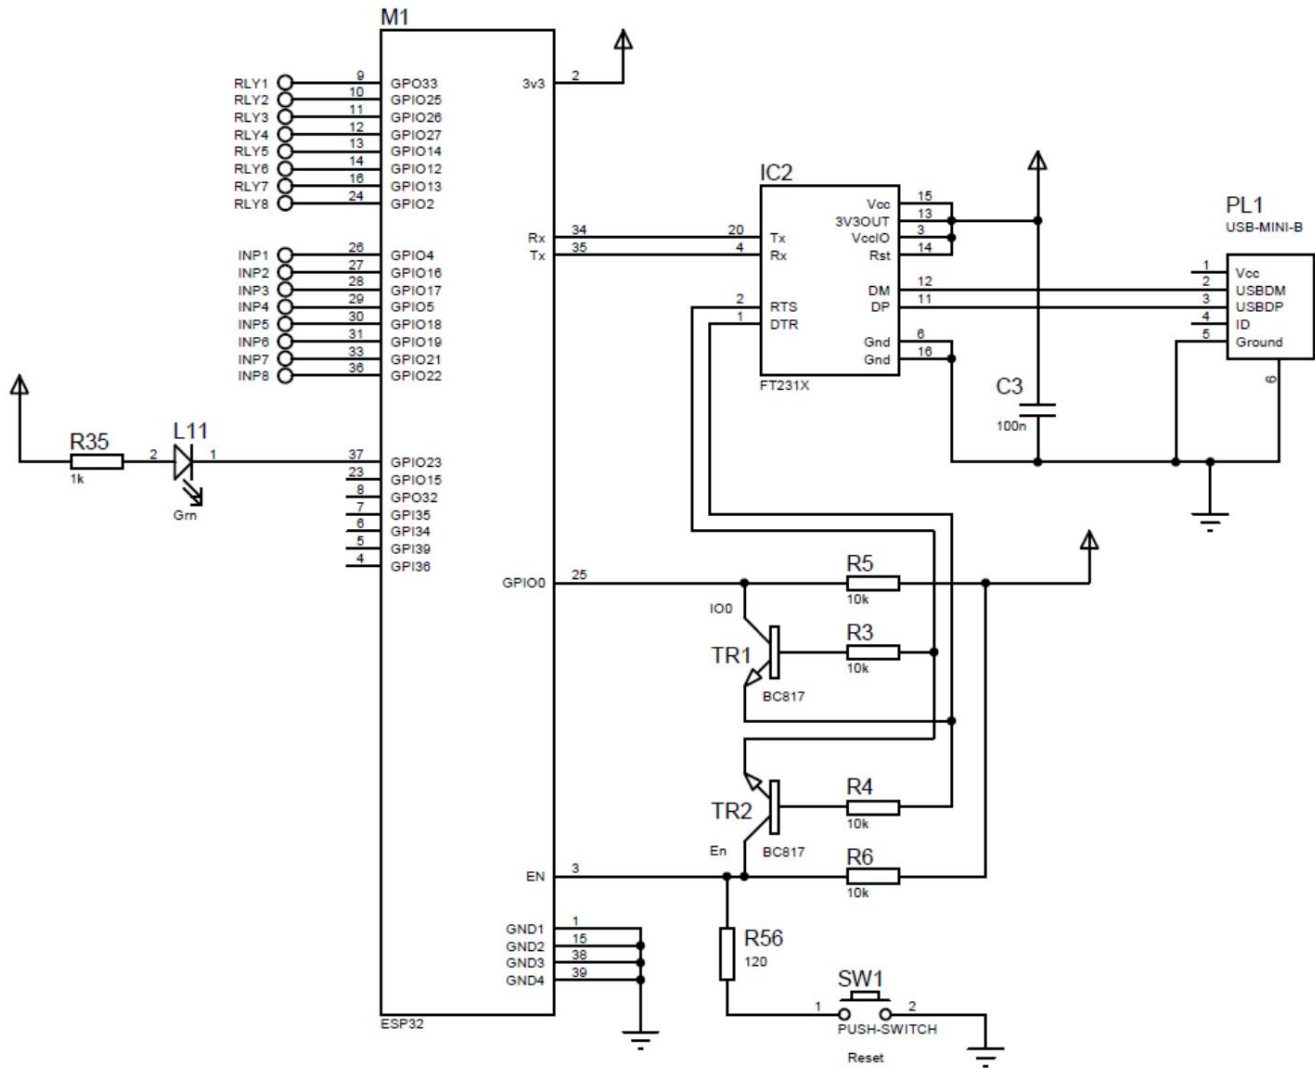 M1
RLY1 9 GPO33
3v3 2
RLY2 10 GPIO25
RLY3 11 GPIO26
RLY4 12 GPIO27
RLY5 13 GPIO14
RLY6 14 GPIO12
RLY7 16 GPIO13
RLY8 24 GPIO2
INP1 26 GPIO4
INP2 27 GPIO16
INP3 28 GPIO17
INP4 29 GPIO5
INP5 30 GPIO18
INP6 31 GPIO19
INP7 33 GPIO21
INP8 36 GPIO22
Rx 34
Tx 35
IC2
20 Tx
4 Rx
2 RTS
1 DTR
Vcc 15
3V3OUT 13
VccIO 3
Rst 14
DM 12
DP 11
Gnd 6
Gnd 16
FT231X
PL1
USB-MINI-B
1 Vcc
2 USBDM
3 USBDP
4 ID
5 Ground
6
C3
100n
R35
1k
2 L11 1
Grn
37 GPIO23
23 GPIO15
8 GPO32
7 GPI35
6 GPI34
5 GPI39
4 GPI36
GPIO0 25
IO0
R5
10k
R3
10k
TR1
BC817
R4
10k
TR2
BC817
En
R6
10k
EN 3
GND1 1
GND2 15
GND3 38
GND4 39
R56
120
SW1
1 2
PUSH-SWITCH
Reset
ESP32